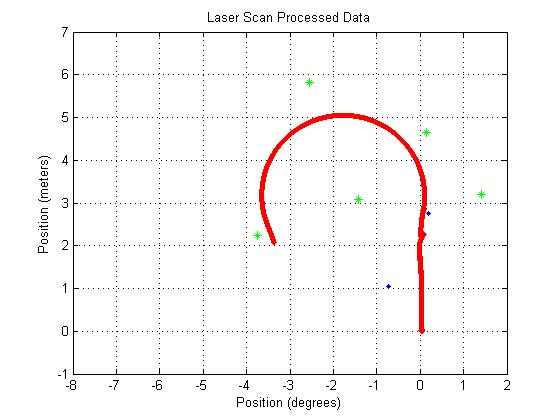 Laser Scan Processed Data
7
6
5
4
3
2
1
0
-1
Position (meters)
-8 -7 -6 -5 -4 -3 -2 -1 0 1 2
Position (degrees)